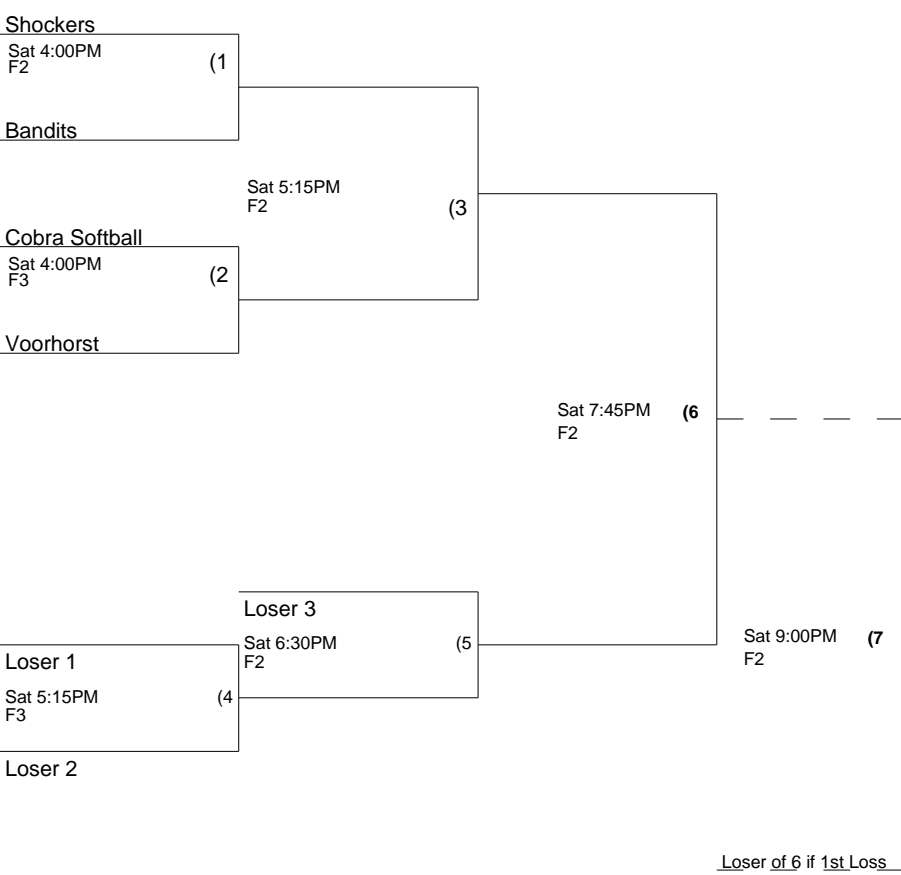 Shockers
Sat 4:00PM
F2
(1
Bandits
Sat 5:15PM
F2
(3
Cobra Softball
Sat 4:00PM
F3
(2
Voorhorst
Sat 7:45PM
F2
(6
Loser 3
Sat 6:30PM
F2
(5
Sat 9:00PM
F2
(7
Loser 1
Sat 5:15PM
F3
(4
Loser 2
Loser of 6 if 1st Loss